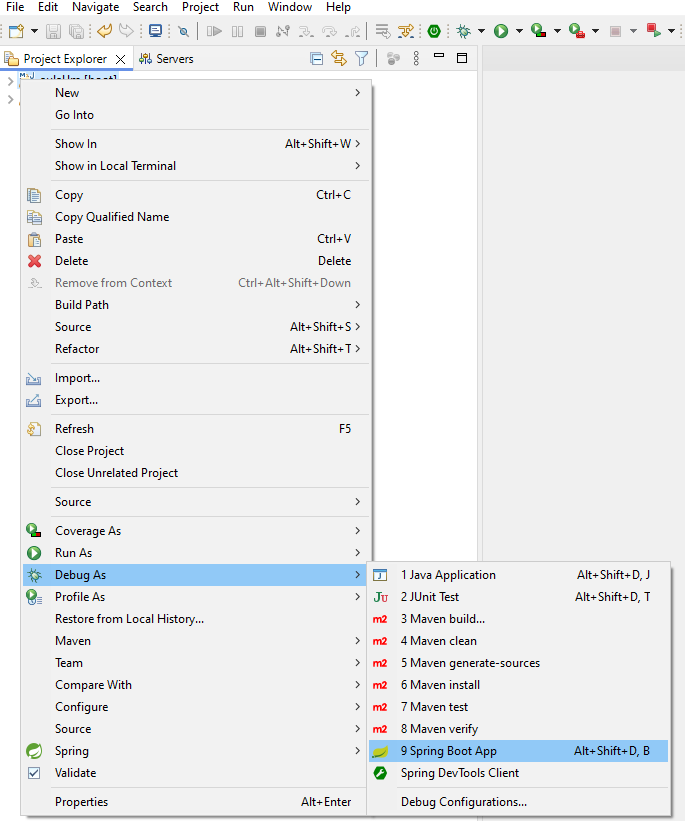 File Edit Navigate Search Project Run Window Help
Project Explorer Servers
New
Go Into
Show In Alt+Shift+W
Show in Local Terminal
Copy Ctrl+C
Copy Qualified Name
Paste Ctrl+V
Delete Delete
Remove from Context Ctrl+Alt+Shift+Down
Build Path
Source Alt+Shift+S
Refactor Alt+Shift+T
Import...
Export...
Refresh F5
Close Project
Close Unrelated Project
Source
Coverage As
Run As
Debug As
Profile As
Restore from Local History...
Maven
Team
Compare With
Configure
Source
Spring
Validate
Properties Alt+Enter
1 Java Application Alt+Shift+D, J
JU 2 JUnit Test Alt+Shift+D, T
m2 3 Maven build...
m2 4 Maven clean
m2 5 Maven generate-sources
m2 6 Maven install
m2 7 Maven test
m2 8 Maven verify
9 Spring Boot App Alt+Shift+D, B
Spring DevTools Client
Debug Configurations...